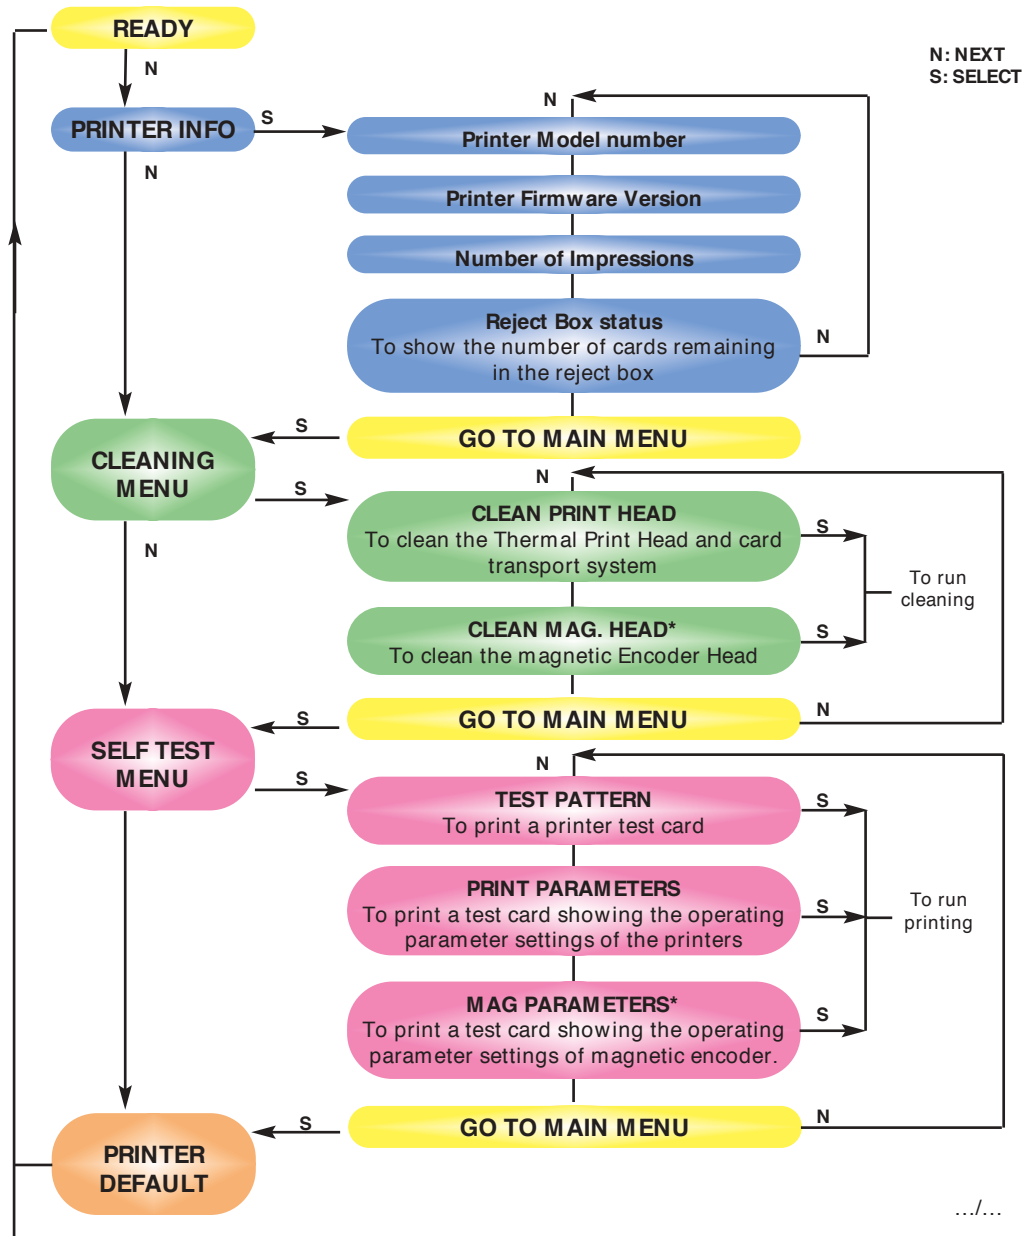 READY
N: NEXT
S: SELECT
N
N
PRINTER INFO
S
Printer Model number
N
Printer Firmware Version
Number of Impressions
Reject Box status
To show the number of cards remaining
in the reject box
N
S
GO TO MAIN MENU
CLEANING
MENU
N
S
CLEAN PRINT HEAD
To clean the Thermal Print Head and card
transport system
S
N
To run
cleaning
CLEAN MAG. HEAD*
To clean the magnetic Encoder Head
S
S
GO TO MAIN MENU
N
SELF TEST
MENU
N
S
TEST PATTERN
To print a printer test card
S
PRINT PARAMETERS
To print a test card showing the operating
parameter settings of the printers
S
To run
printing
MAG PARAMETERS*
To print a test card showing the operating
parameter settings of magnetic encoder.
S
S
GO TO MAIN MENU
N
PRINTER
DEFAULT
.../...